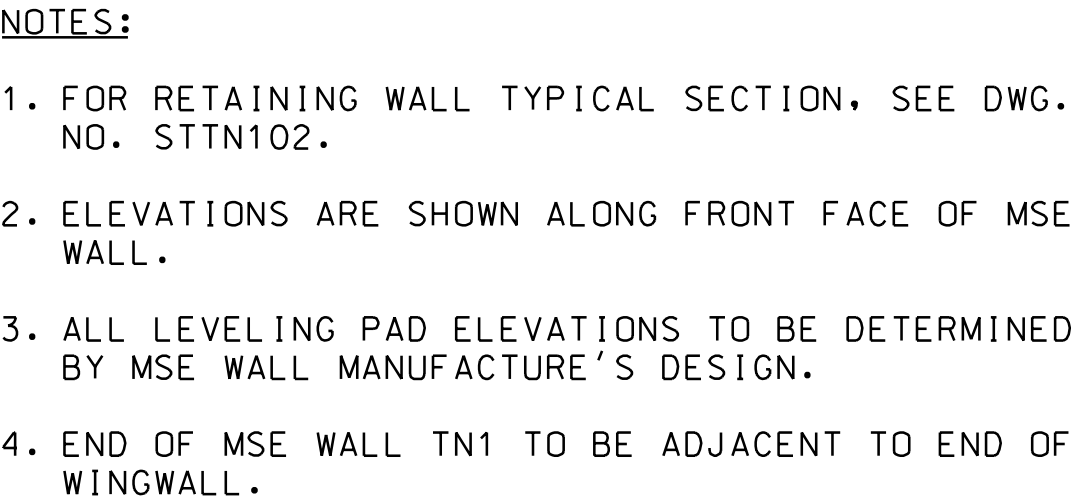 NOTES:
1. FOR RETAINING WALL TYPICAL SECTION, SEE DWG.
NO. STTN102.
2. ELEVATIONS ARE SHOWN ALONG FRONT FACE OF MSE
WALL.
3. ALL LEVELING PAD ELEVATIONS TO BE DETERMINED
BY MSE WALL MANUFACTURE'S DESIGN.
4. END OF MSE WALL TN1 TO BE ADJACENT TO END OF
WINGWALL.